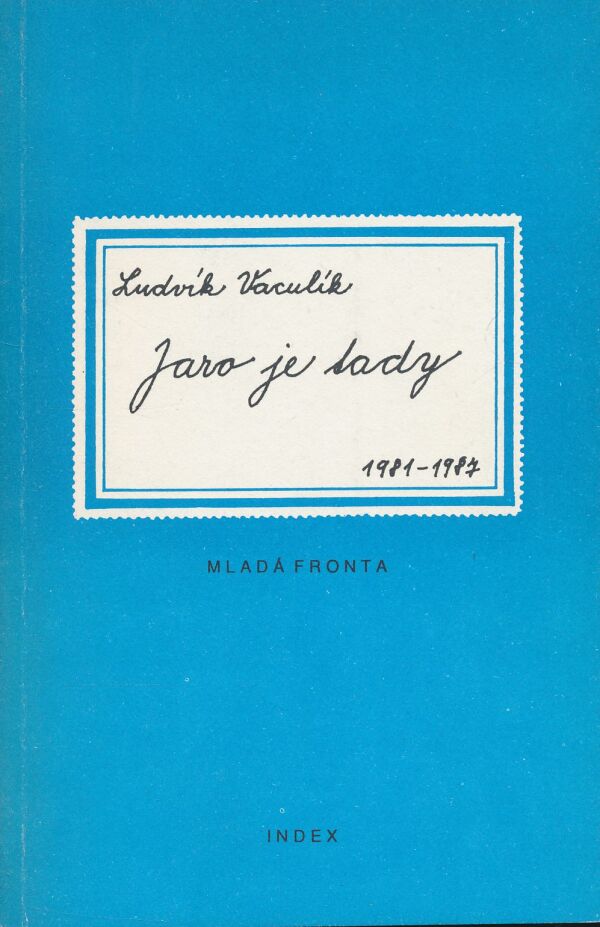 Ludvík Vaculík
Jaro je tady
1981-1987
MLADÁ FRONTA
INDEX